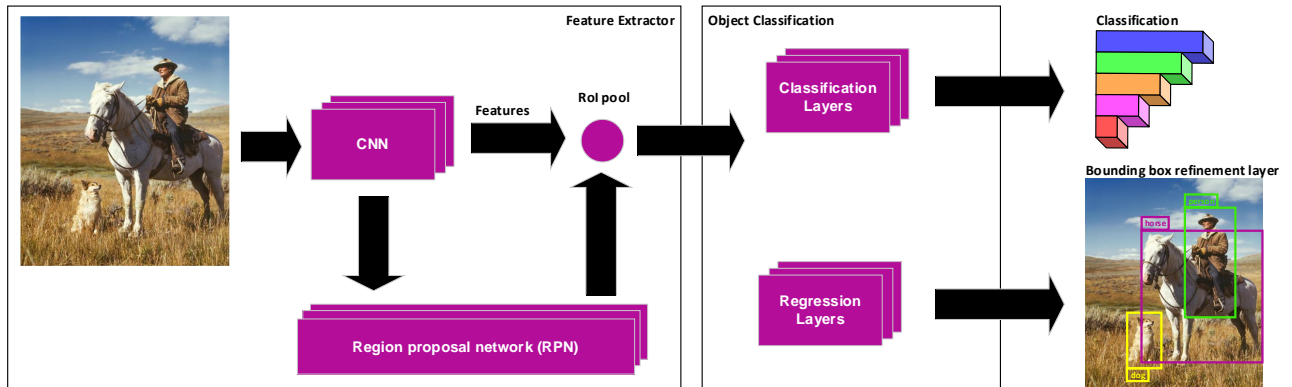 Feature Extractor
Object Classification
Classification
Features
RoI pool
CNN
Classification
Layers
Bounding box refinement layer
person
horse
Regression
Layers
Region proposal network (RPN)
dog